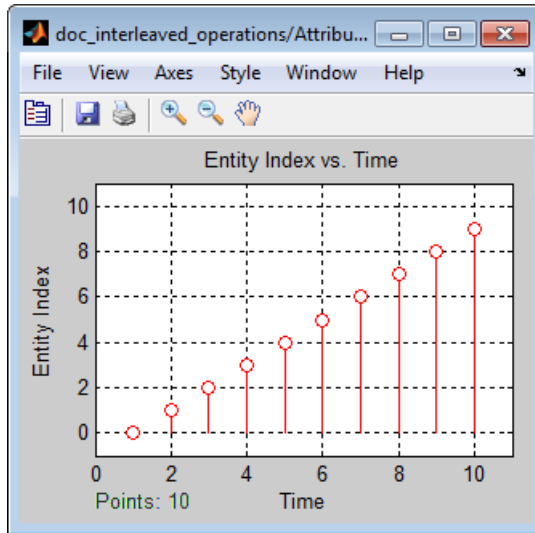 doc_interleaved_operations/Attribu...
File View Axes Style Window Help
Entity Index vs. Time
Entity Index
10
8
6
4
2
0
0 2 4 6 8 10
Points: 10 Time